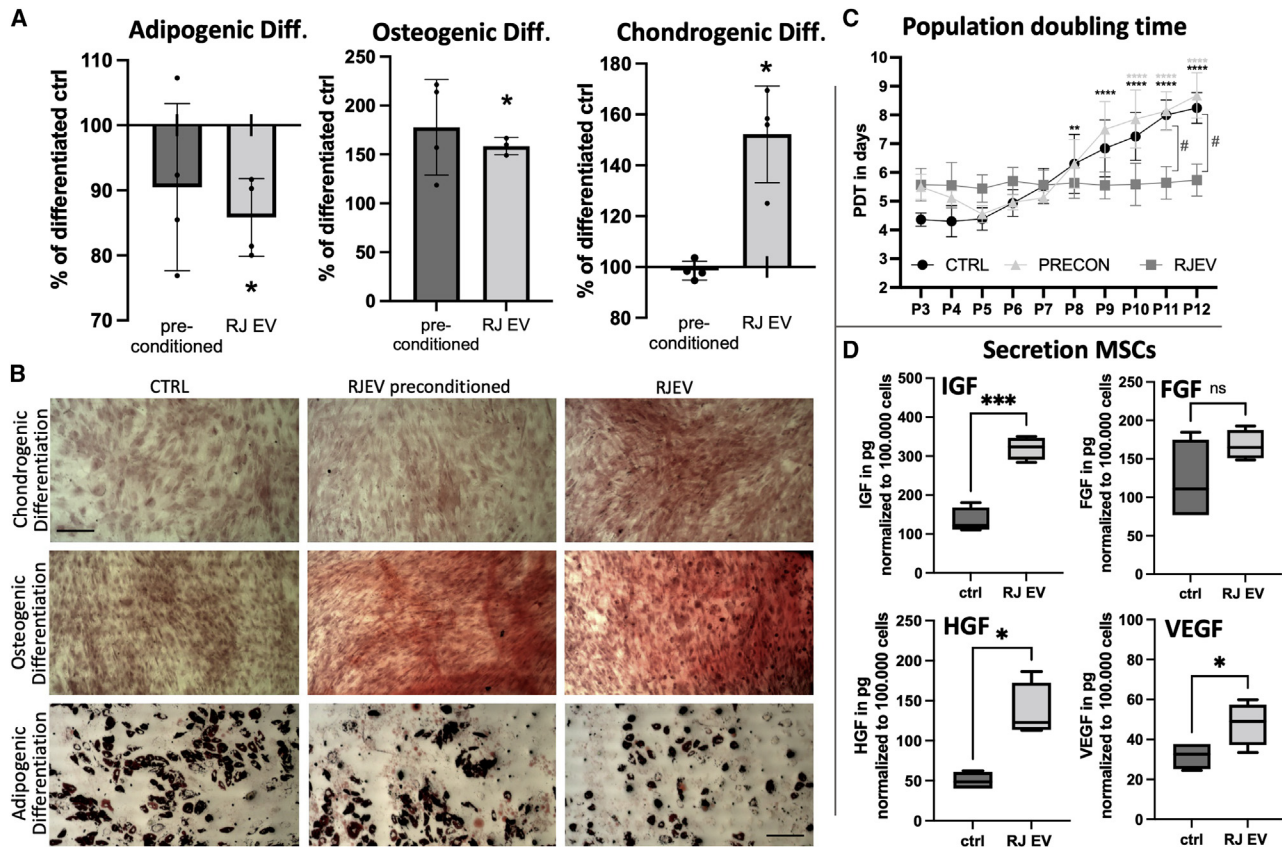 A
Adipogenic Diff.
% of differentiated ctrl
110
100
90
80
70
*
pre-
conditioned
RJ EV
Osteogenic Diff.
% of differentiated ctrl
250
200
150
100
50
0
*
pre-
conditioned
RJ EV
Chondrogenic Diff.
% of differentiated ctrl
180
160
140
120
100
80
*
pre-
conditioned
RJ EV
B
CTRL
RJEV preconditioned
RJEV
Chondrogenic
Differentiation
Osteogenic
Differentiation
Adipogenic
Differentiation
C
Population doubling time
PDT in days
10
9
8
7
6
5
4
3
2
**
****
****
****
****
****
****
****
#
#
CTRL
PRECON
RJEV
P3 P4 P5 P6 P7 P8 P9 P10 P11 P12
D
Secretion MSCs
IGF
IGF in pg
normalized to 100.000 cells
500
400
300
200
100
0
***
ctrl
RJ EV
FGF
FGF in pg
normalized to 100.000 cells
250
200
150
100
50
0
ns
ctrl
RJ EV
HGF
HGF in pg
normalized to 100.000 cells
250
200
150
100
50
0
*
ctrl
RJ EV
VEGF
VEGF in pg
normalized to 100.000 cells
100
80
60
40
20
0
*
ctrl
RJ EV